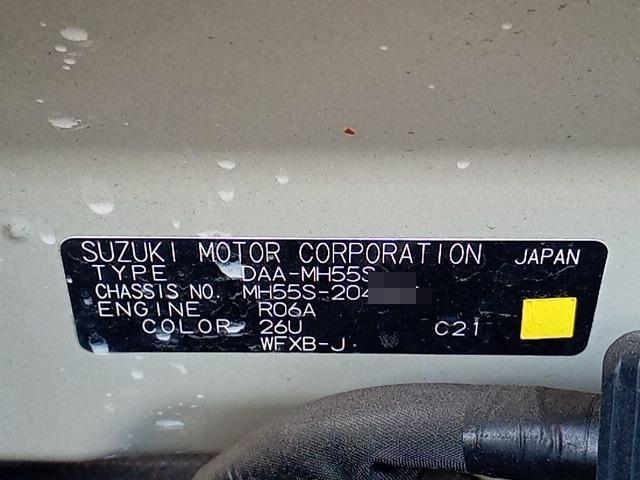 SUZUKI MOTOR CORPORATION JAPAN
TYPE DAA-MH55S
CHASSIS NO. MH55S-204
ENGINE R06A
COLOR 26U C21
WFXB-J